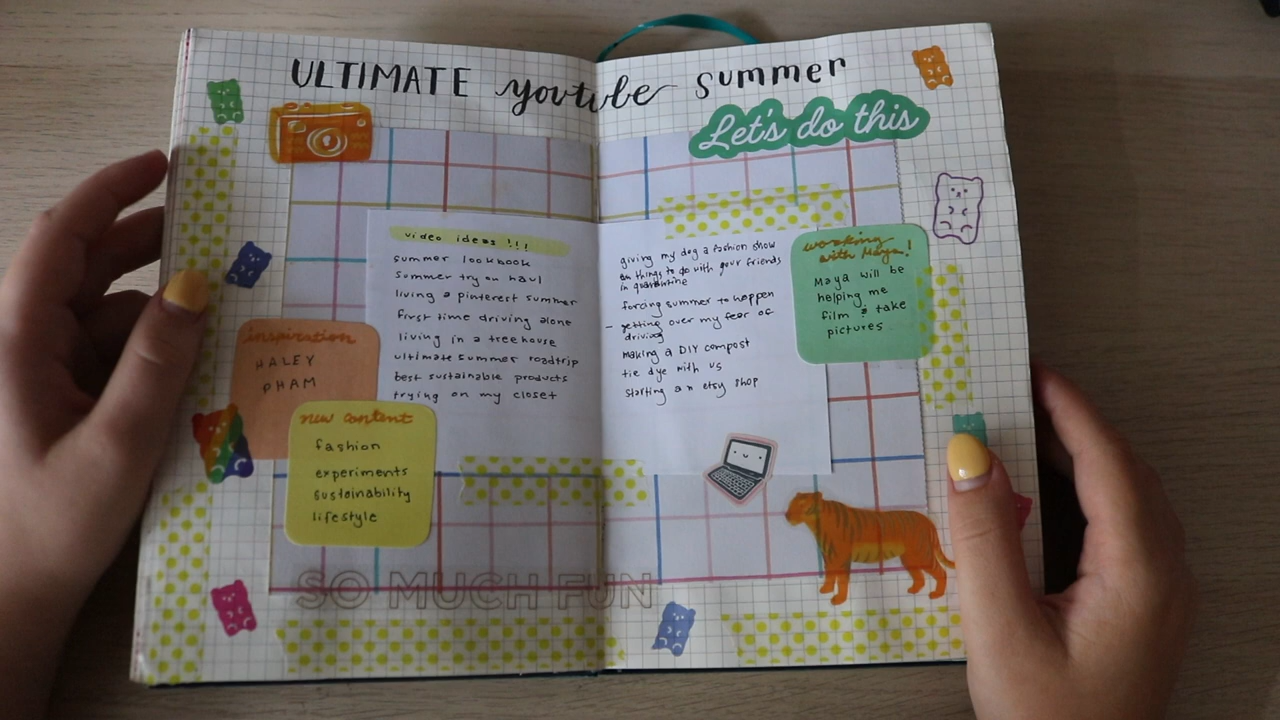 ULTIMATE youtube summer
Let's do this
video ideas !!!
summer lookbook
summer try on haul
living a pinterest summer
first time driving alone
living in a treehouse
ultimate summer roadtrip
best sustainable products
trying on my closet
giving my dog a fashion show
things to do with your friends
in quarantine
forcing summer to happen
- getting over my fear of
driving
making a DIY compost
tie dye with us
starting an etsy shop
working
with Maya!
Maya will be
helping me
film & take
pictures
inspiration
HALEY
PHAM
new content
fashion
experiments
sustainability
lifestyle
SO MUCH FUN